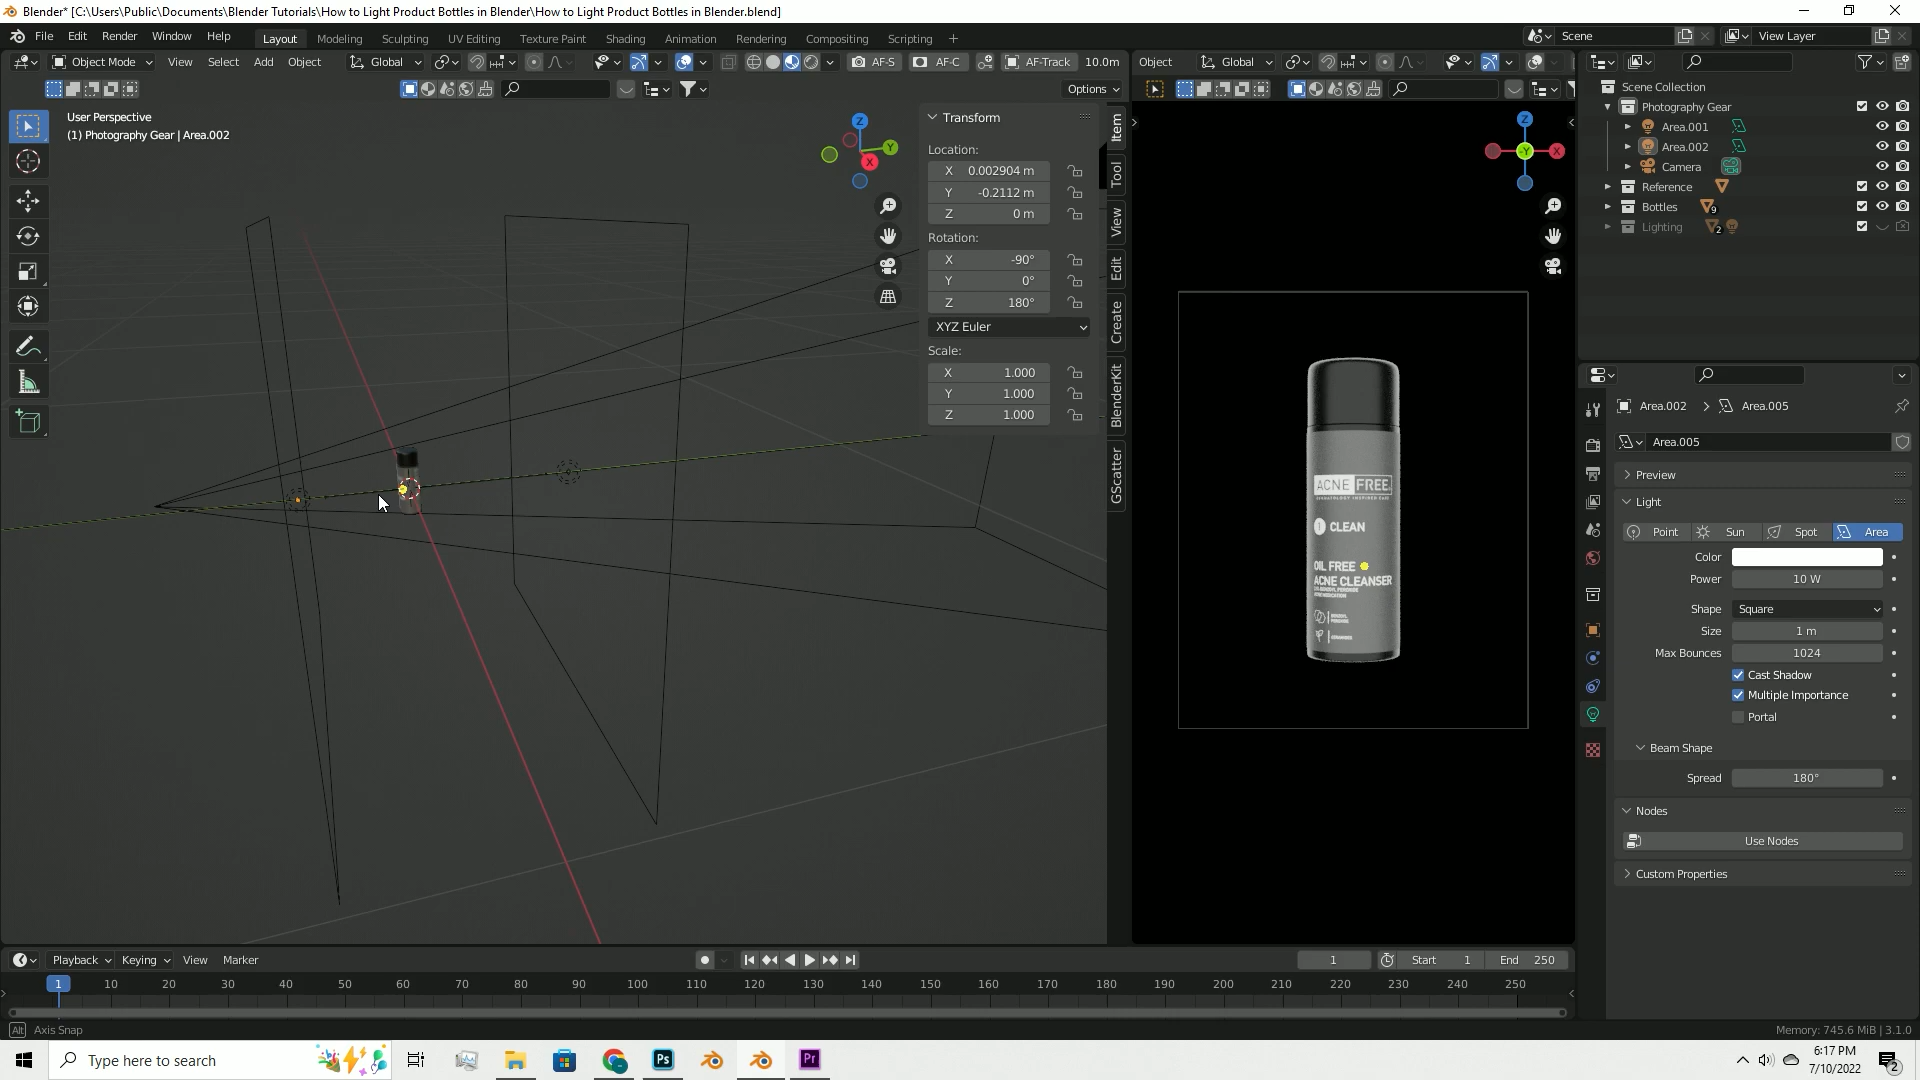 Blender* [C:\Users\Public\Documents\Blender Tutorials\How to Light Product Bottles in Blender\How to Light Product Bottles in Blender.blend]
File Edit Render Window Help Layout Modeling Sculpting UV Editing Texture Paint Shading Animation Rendering Compositing Scripting + Scene View Layer
Object Mode View Select Add Object Global AF-S AF-C AF-Track 10.0m Object Global
Options
User Perspective
(1) Photography Gear | Area.002
Z
Y
X
Transform
Location:
X 0.002904 m
Y -0.2112 m
Z 0 m
Rotation:
X -90°
Y 0°
Z 180°
XYZ Euler
Scale:
X 1.000
Y 1.000
Z 1.000
Item
Tool
View
Edit
Create
BlenderKit
GScatter
Z
-Y
X
ACNE FREE
CLEAN
OIL FREE
ACNE CLEANSER
Scene Collection
Photography Gear
Area.001
Area.002
Camera
Reference
Bottles 9
Lighting 2
Area.002 > Area.005
Area.005
Preview
Light
Point Sun Spot Area
Color
Power 10 W
Shape Square
Size 1 m
Max Bounces 1024
Cast Shadow
Multiple Importance
Portal
Beam Shape
Spread 180°
Nodes
Use Nodes
Custom Properties
Playback Keying View Marker 1 Start 1 End 250
1 10 20 30 40 50 60 70 80 90 100 110 120 130 140 150 160 170 180 190 200 210 220 230 240 250
Alt Axis Snap Memory: 745.6 MiB | 3.1.0
Type here to search Ps Pr 6:17 PM
7/10/2022 2